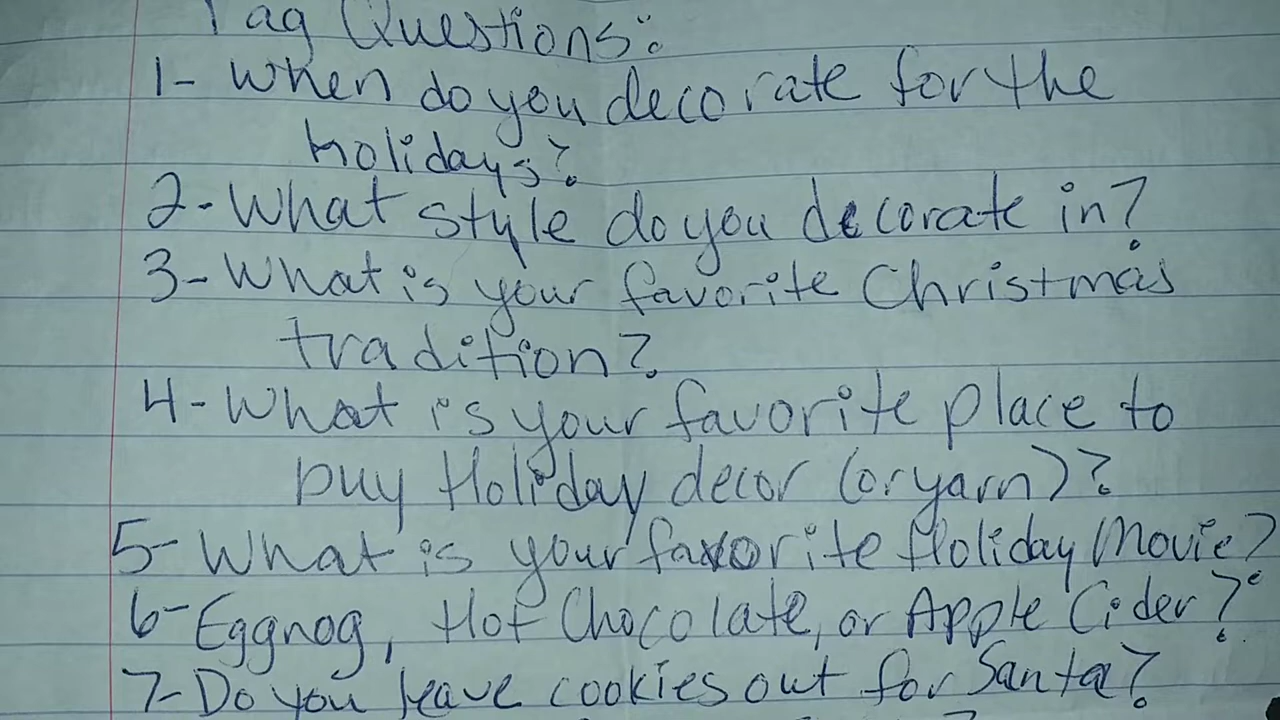 Tag Questions:
1- When do you decorate for the
holidays?
2- What style do you decorate in?
3- What is your favorite Christmas
tradition?
4- What is your favorite place to
buy Holiday decor (or yarn)?
5- What is your favorite Holiday Movie?
6- Eggnog, Hot Chocolate, or Apple Cider?
7- Do you leave cookies out for Santa?